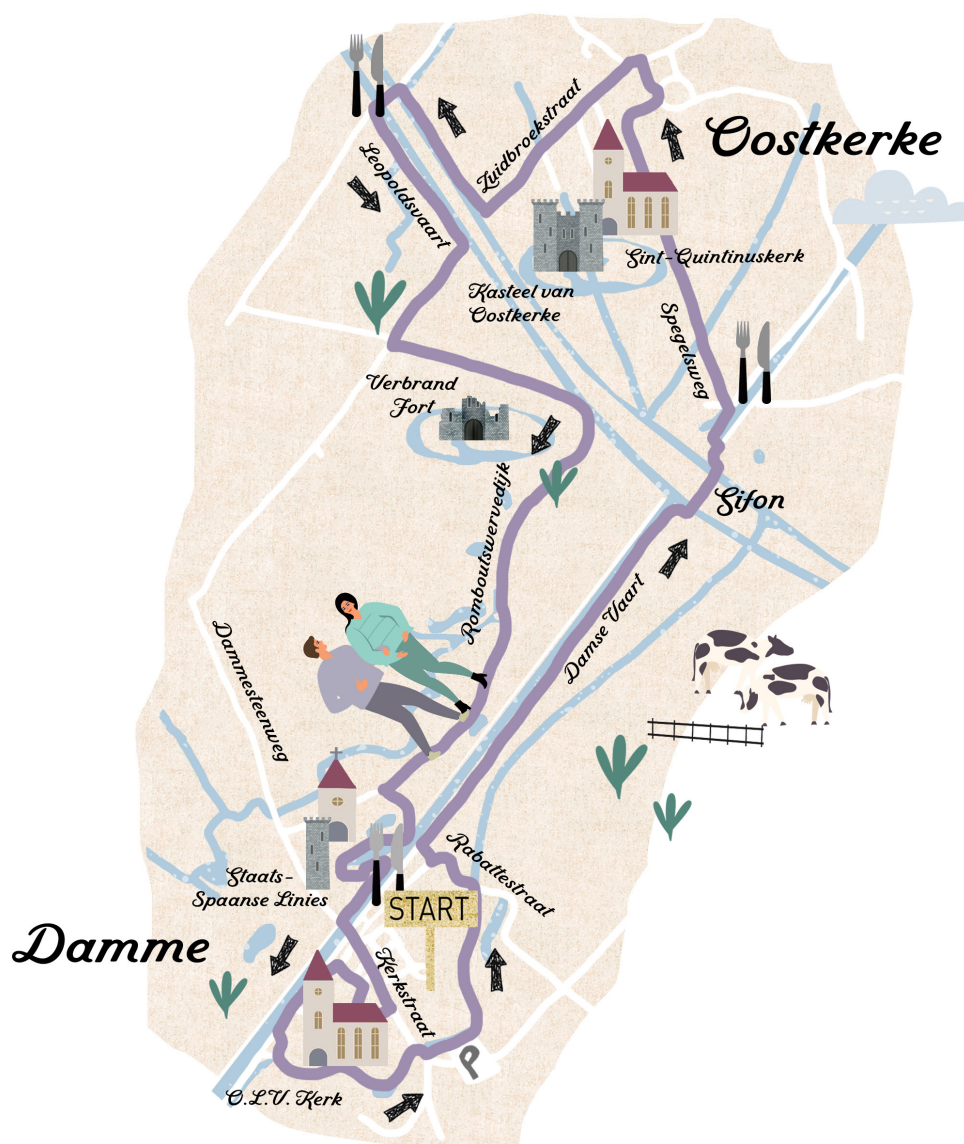 Oostkerke
Zuidbroekstraat
Leopoldsvaart
Sint-Quintinuskerk
Kasteel van
Oostkerke
Spegelsweg
Verbrand
Fort
Sifon
Romboutswervedijk
Damse Vaart
Dammesteenweg
Rabattestraat
Staats-
Spaanse Linies
START
Damme
Kerkstraat
P
O.L.V. Kerk